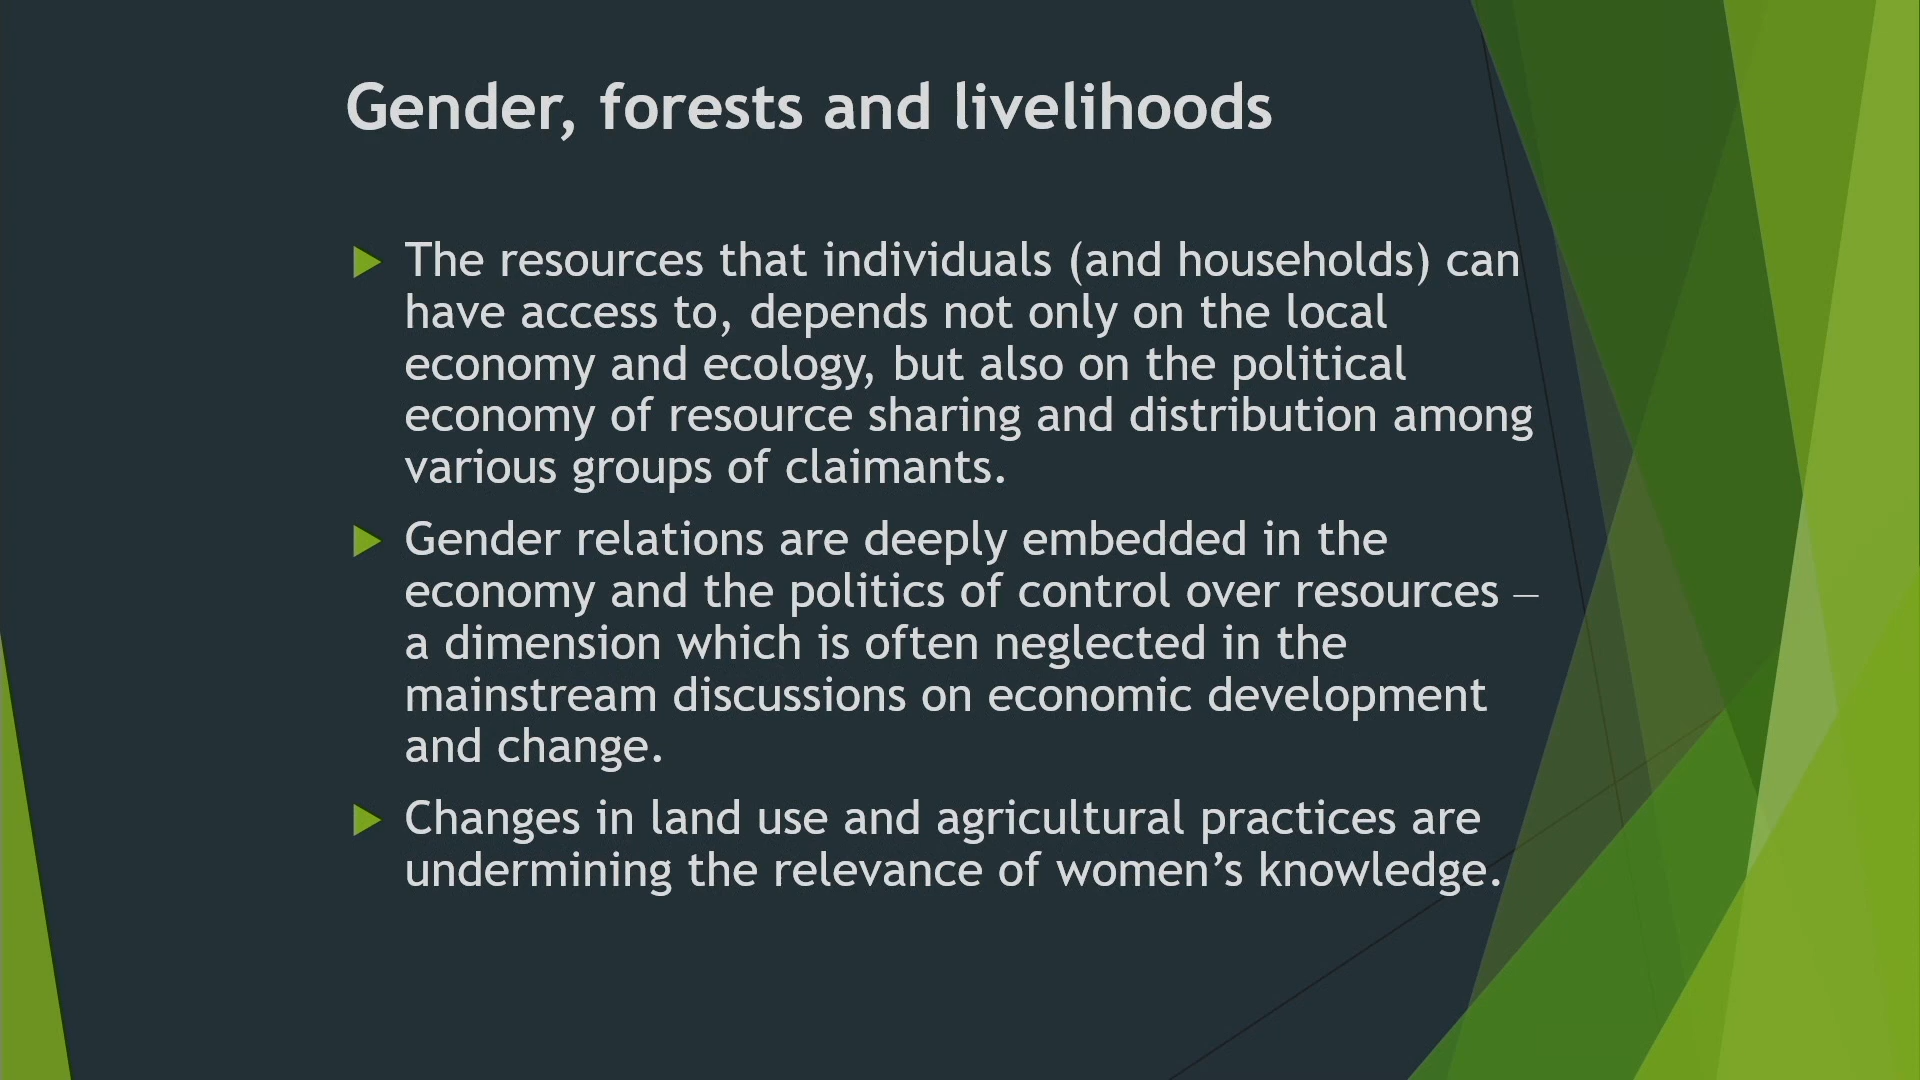 Gender, forests and livelihoods
The resources that individuals (and households) can
have access to, depends not only on the local
economy and ecology, but also on the political
economy of resource sharing and distribution among
various groups of claimants.
Gender relations are deeply embedded in the
economy and the politics of control over resources –
a dimension which is often neglected in the
mainstream discussions on economic development
and change.
Changes in land use and agricultural practices are
undermining the relevance of women’s knowledge.